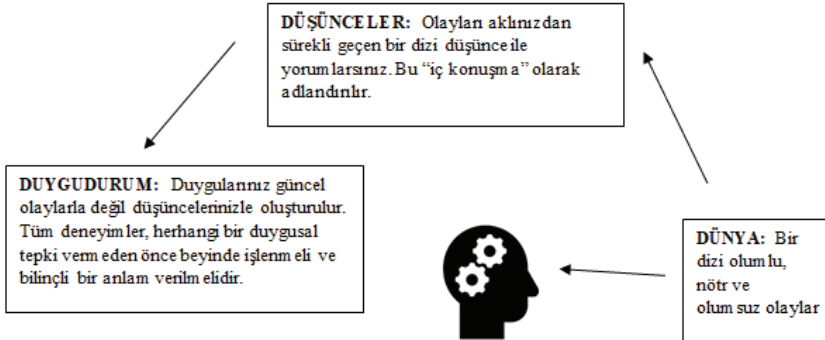 DÜŞÜNCELER: Olayları aklınızdan
sürekli geçen bir dizi düşünce ile
yorumlarsınız. Bu “iç konuşma” olarak
adlandırılır.
DUYGUDURUM: Duygularınız güncel
olaylarla değil düşüncelerinizle oluşturulur.
Tüm deneyimler, herhangi bir duygusal
tepki vermeden önce beyinde işlenmeli ve
bilinçli bir anlam verilmelidir.
DÜNYA: Bir
dizi olumlu,
nötr ve
olumsuz olaylar